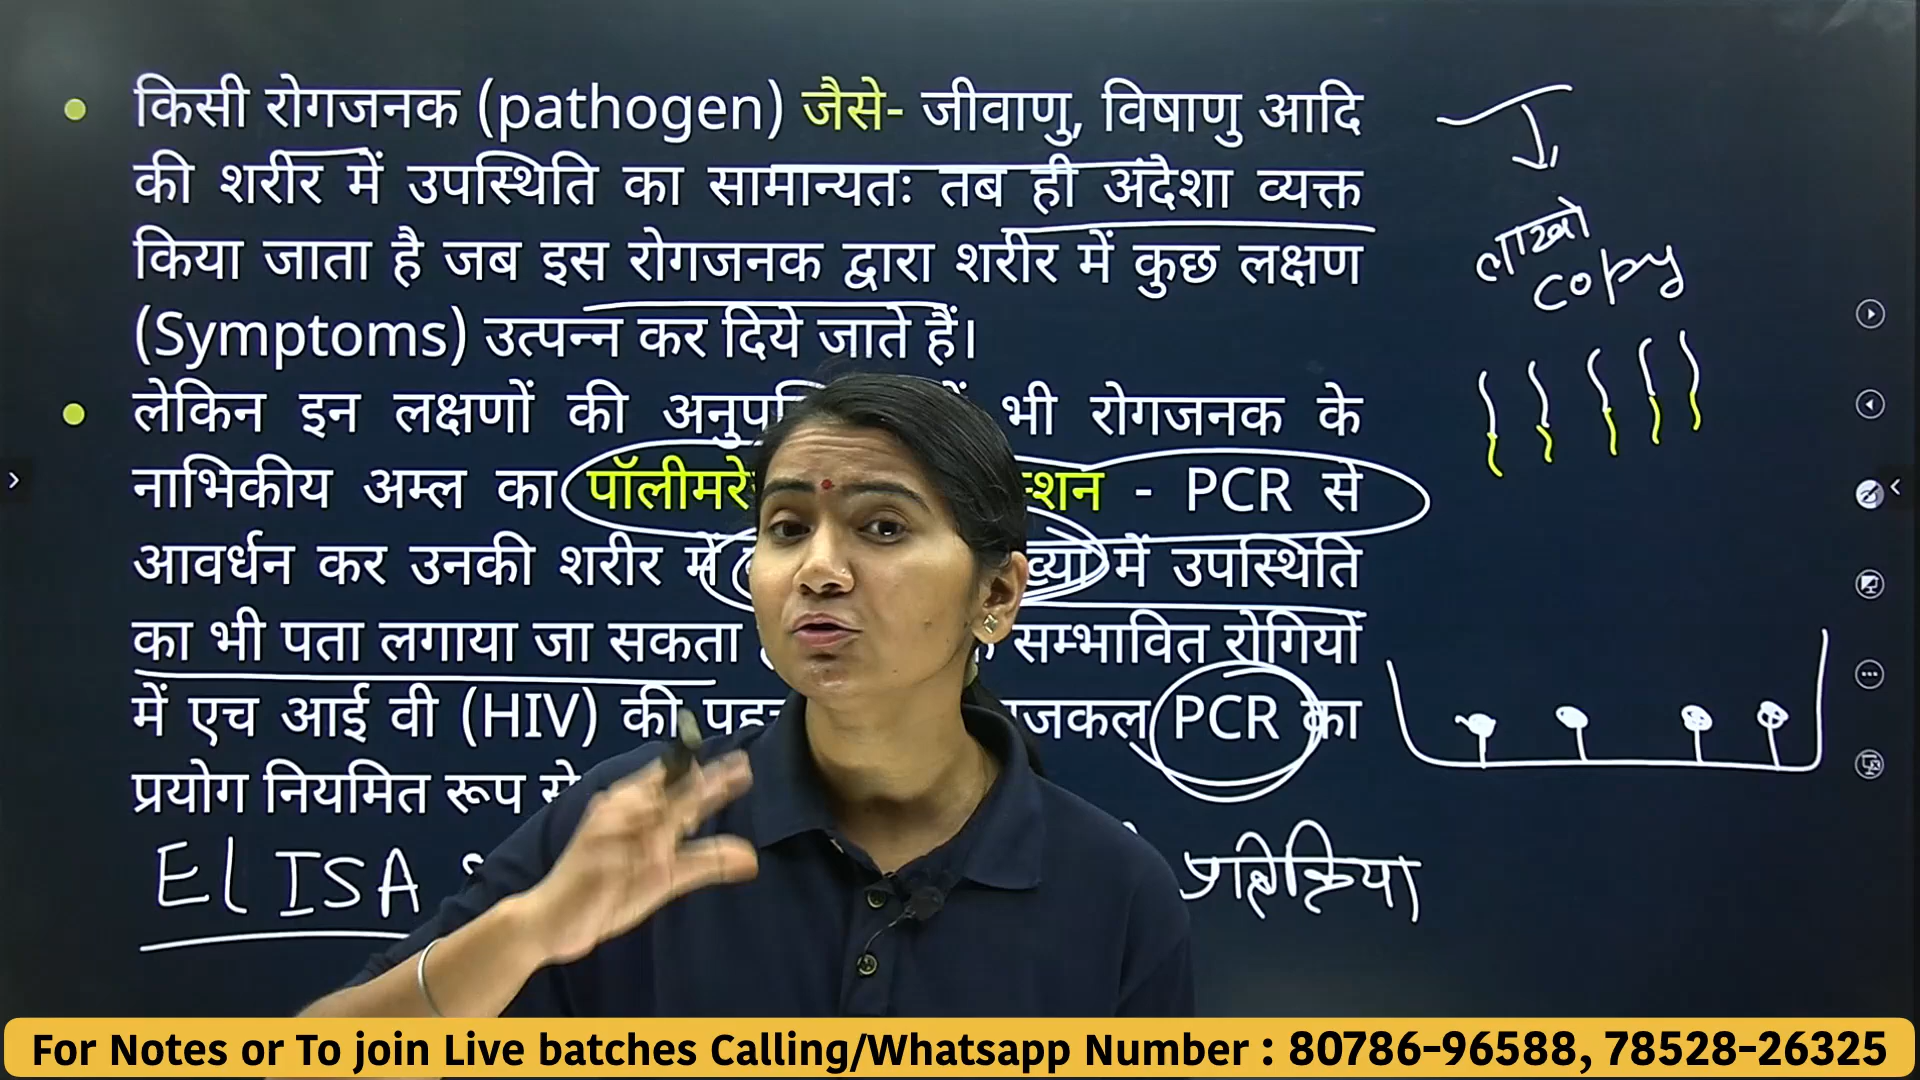 किसी रोगजनक (pathogen) जैसे- जीवाणु, विषाणु आदि
की शरीर में उपस्थिति का सामान्यतः तब ही अंदेशा व्यक्त
किया जाता है जब इस रोगजनक द्वारा शरीर में कुछ लक्षण
(Symptoms) उत्पन्न कर दिये जाते हैं।
लेकिन इन लक्षणों की भी रोगजनक के
नाभिकीय अम्ल का - PCR से
आवर्धन कर उनकी शरीर में में उपस्थिति
का भी पता लगाया जा सकता सम्भावित रोगियों
में एच आई वी (HIV) की PCR का
प्रयोग नियमित रूप से
ELISA
प्रतिक्रिया
लाखो
copy
For Notes or To join Live batches Calling/Whatsapp Number : 80786-96588, 78528-26325